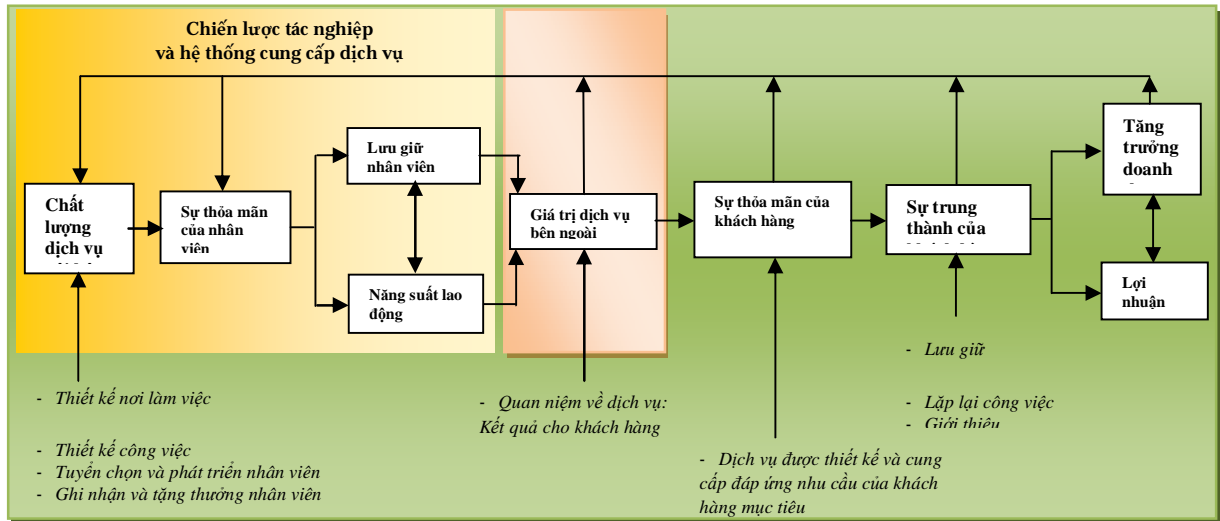 Chiến lược tác nghiệp
và hệ thống cung cấp dịch vụ
Chất
lượng
dịch vụ
Sự thỏa mãn
của nhân
viên
Lưu giữ
nhân viên
Năng suất lao
động
Giá trị dịch vụ
bên ngoài
Sự thỏa mãn của
khách hàng
Sự trung
thành của
Tăng
trưởng
doanh
Lợi
nhuận
- Thiết kế nơi làm việc
- Thiết kế công việc
- Tuyển chọn và phát triển nhân viên
- Ghi nhận và tặng thưởng nhân viên
- Quan niệm về dịch vụ:
Kết quả cho khách hàng
- Dịch vụ được thiết kế và cung
cấp đáp ứng nhu cầu của khách
hàng mục tiêu
- Lưu giữ
- Lặp lại công việc
- Giới thiệu